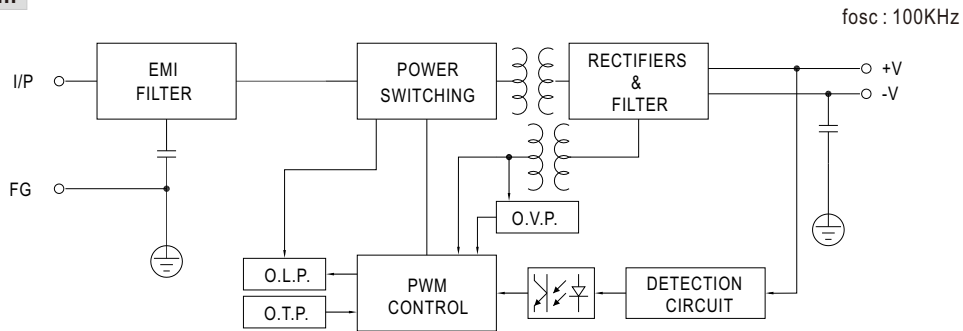 fosc : 100KHz
I/P
EMI
FILTER
POWER
SWITCHING
RECTIFIERS
&
FILTER
+V
-V
FG
O.V.P.
O.L.P.
O.T.P.
PWM
CONTROL
DETECTION
CIRCUIT